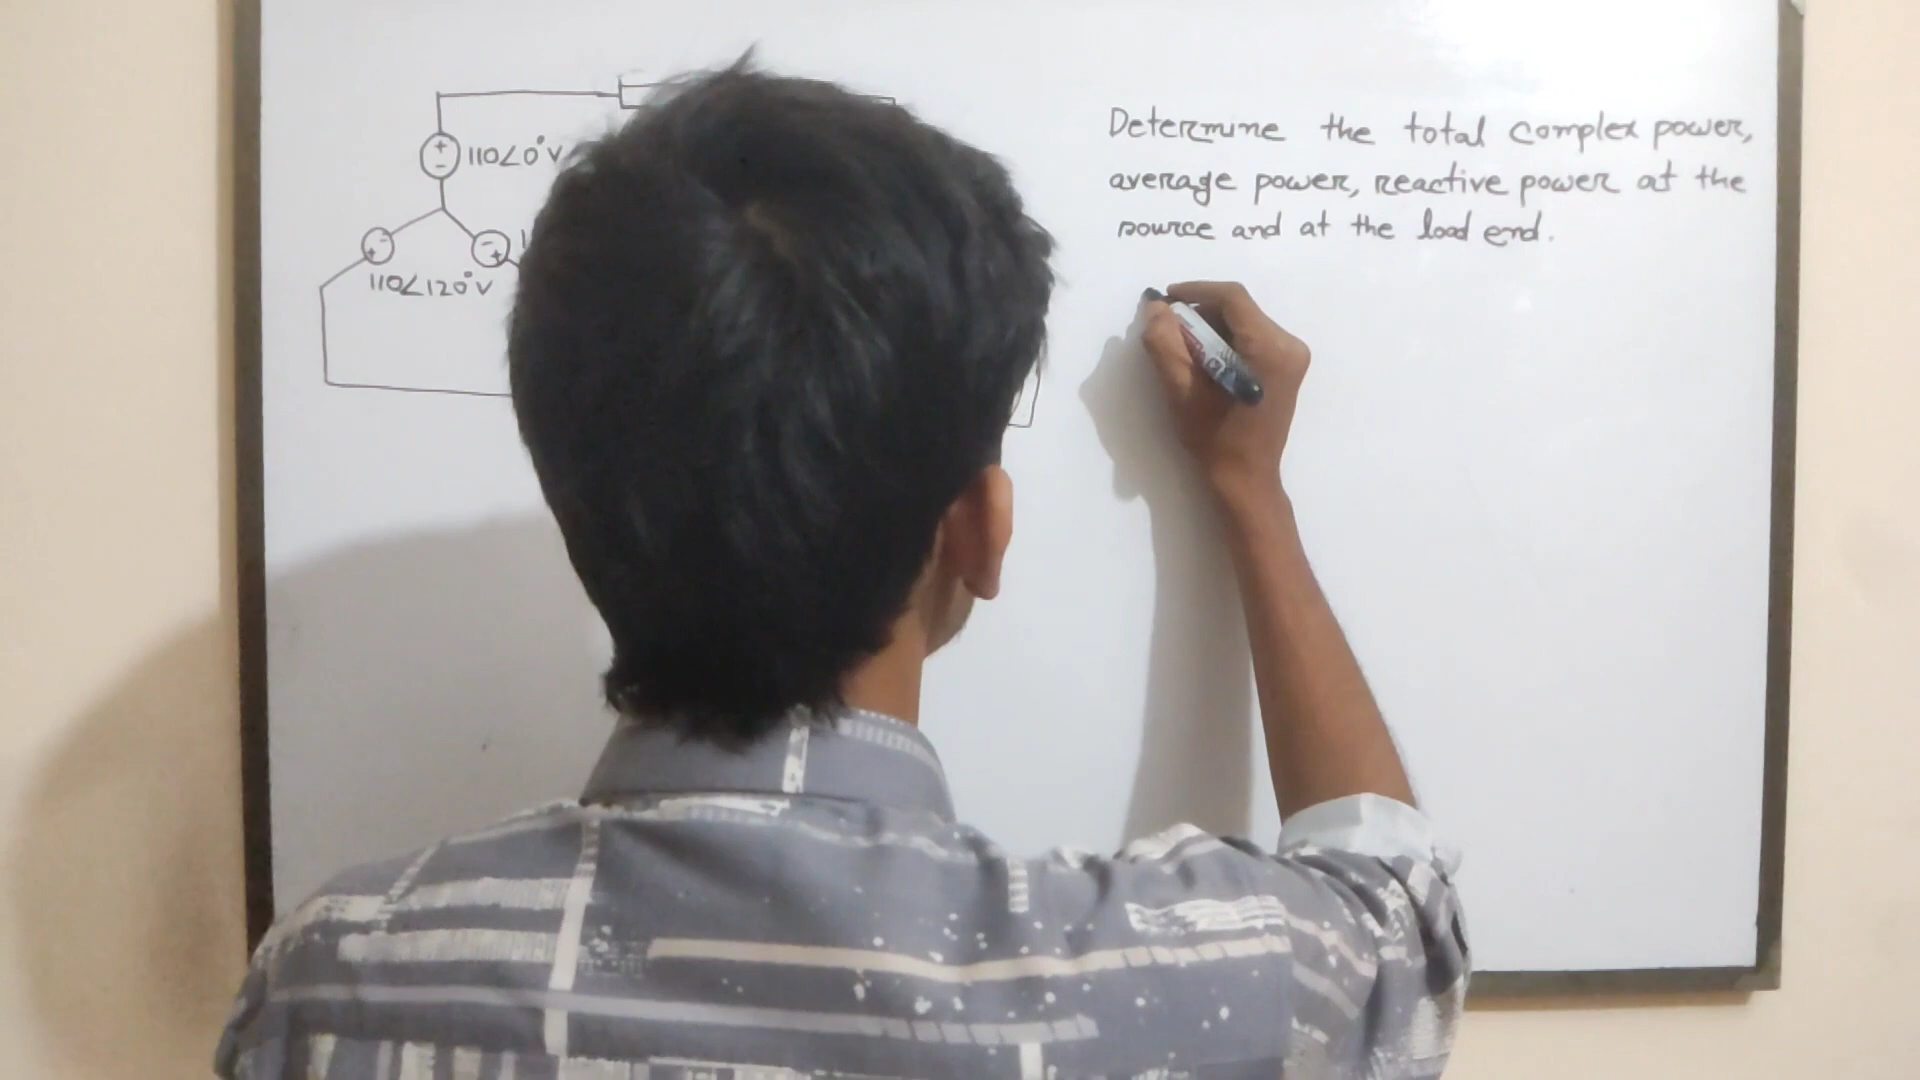 110∠0°V
110∠120°V
Determine the total complex power,
average power, reactive power at the
source and at the load end.